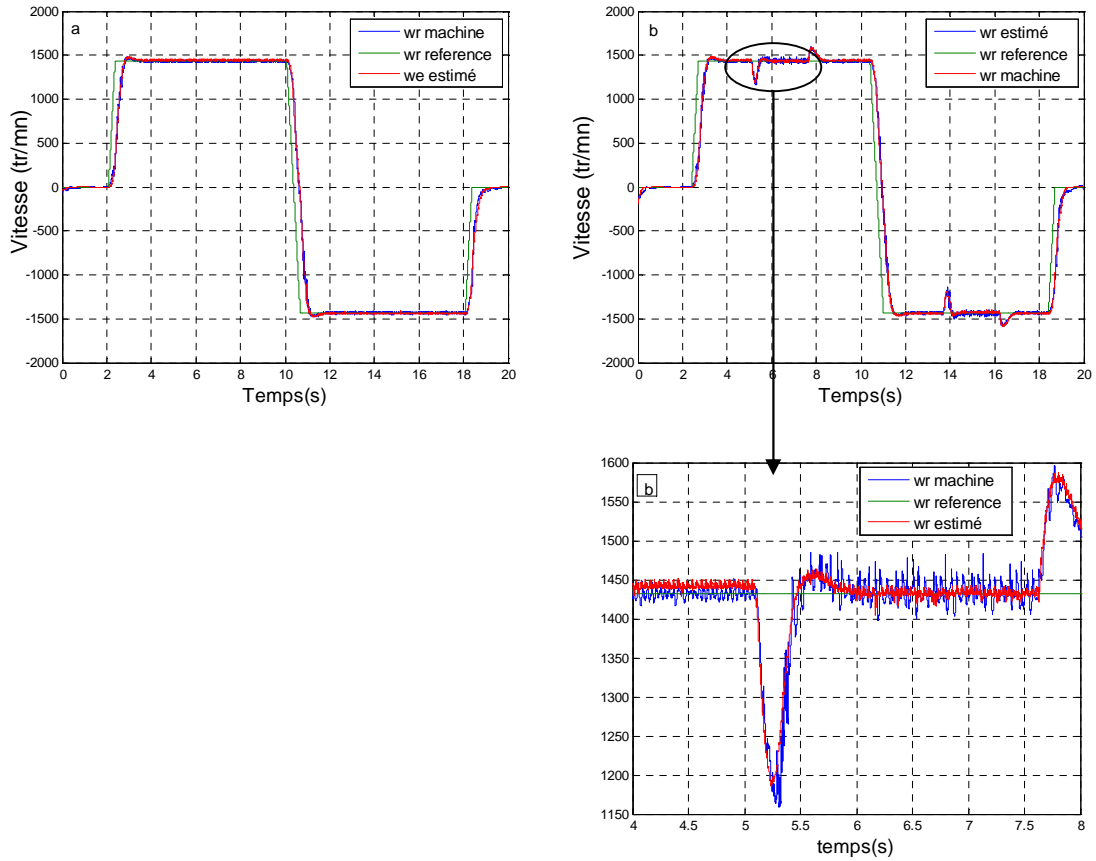 a
wr machine
wr reference
we estimé
2000
1500
1000
500
0
-500
-1000
-1500
-2000
Vitesse (tr/mn)
0 2 4 6 8 10 12 14 16 18 20
Temps(s)
b
wr estimé
wr reference
wr machine
2000
1500
1000
500
0
-500
-1000
-1500
-2000
Vitesse (tr/mn)
0 2 4 6 8 10 12 14 16 18 20
Temps(s)
b
wr machine
wr reference
wr estimé
1600
1550
1500
1450
1400
1350
1300
1250
1200
1150
4 4.5 5 5.5 6 6.5 7 7.5 8
temps(s)